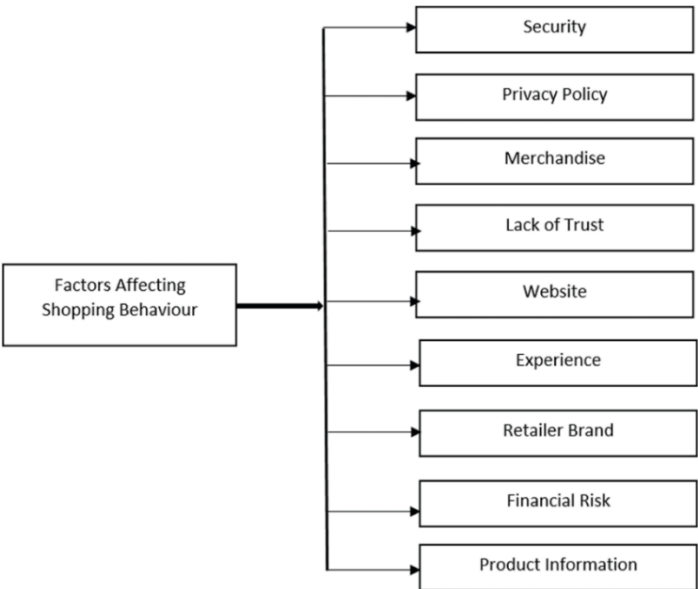 Security
Privacy Policy
Merchandise
Lack of Trust
Factors Affecting
Shopping Behaviour
Website
Experience
Retailer Brand
Financial Risk
Product Information